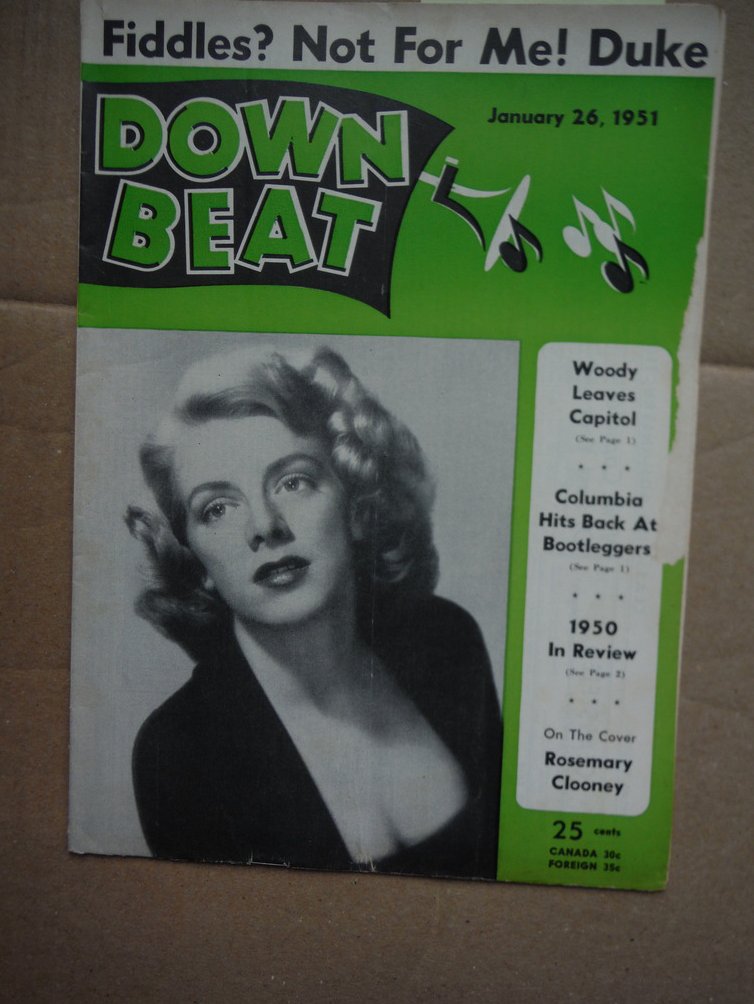 Fiddles? Not For Me! Duke
DOWN
BEAT
January 26, 1951
Woody
Leaves
Capitol
(See Page 1)
* * *
Columbia
Hits Back At
Bootleggers
(See Page 1)
* * *
1950
In Review
(See Page 2)
* * *
On The Cover
Rosemary
Clooney
25 cents
CANADA 30c
FOREIGN 35c